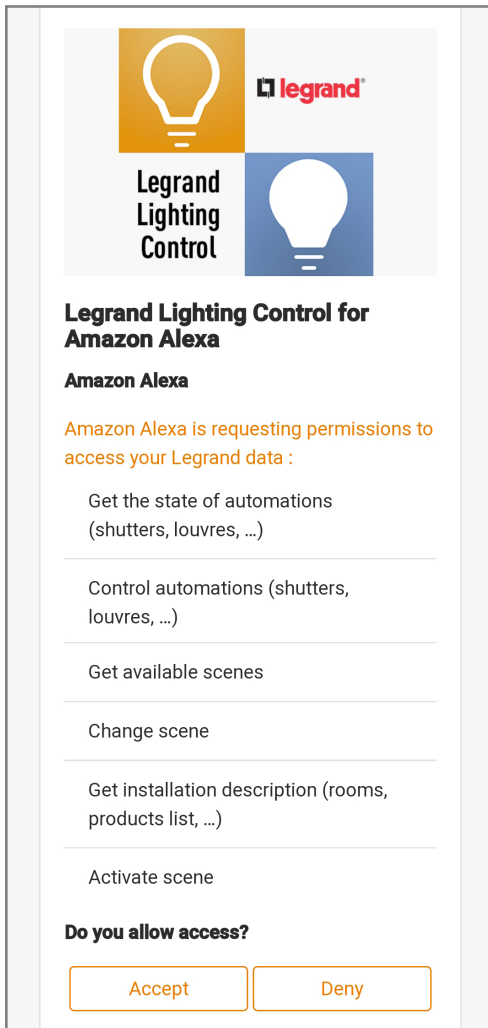 legrand®
Legrand
Lighting
Control
Legrand Lighting Control for
Amazon Alexa
Amazon Alexa
Amazon Alexa is requesting permissions to
access your Legrand data :
Get the state of automations
(shutters, louvres, ...)
Control automations (shutters,
louvres, ...)
Get available scenes
Change scene
Get installation description (rooms,
products list, ...)
Activate scene
Do you allow access?
Accept Deny